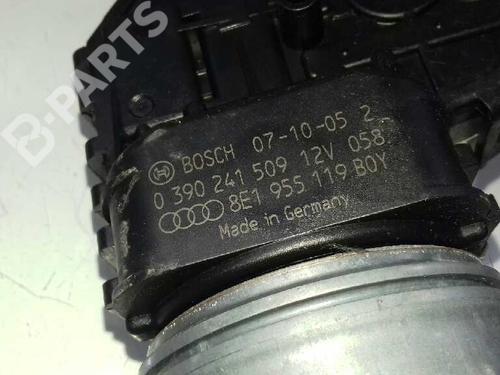 B-PARTS
BOSCH 07-10-05 2
0 390 241 509 12V 058
8E1 955 119 B0Y
Made in Germany